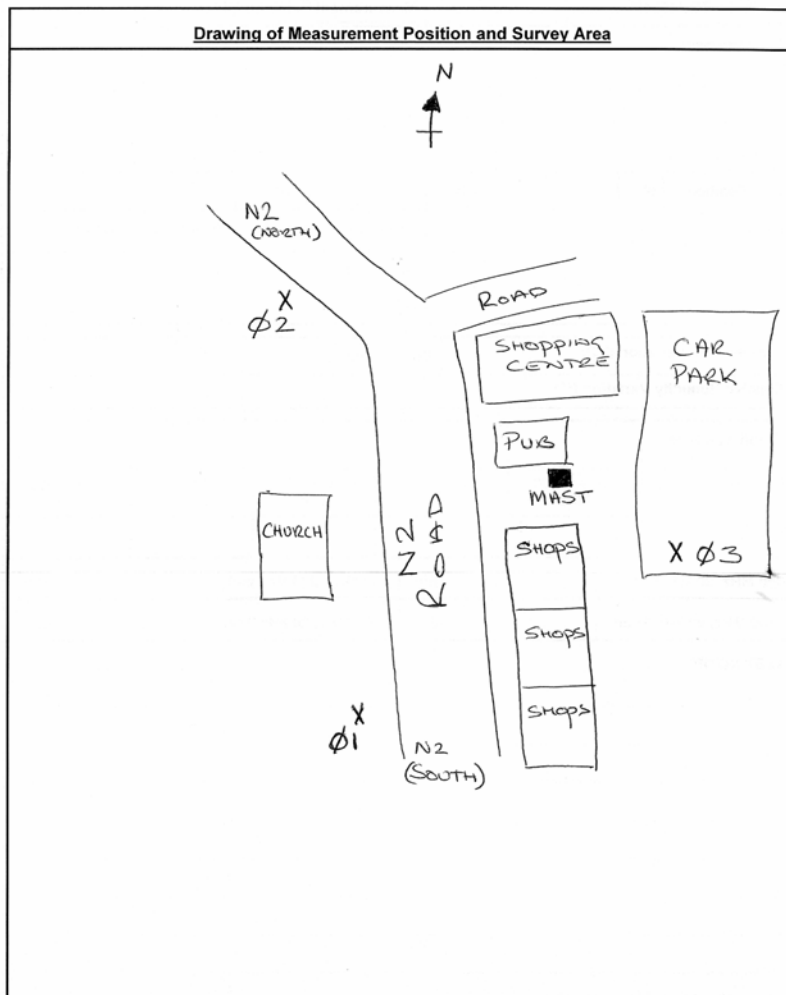 Drawing of Measurement Position and Survey Area
N
N2
(NORTH)
ROAD
X
Ø2
SHOPPING
CENTRE
CAR
PARK
PUB
MAST
CHURCH
N2
ROAD
SHOPS
X Ø3
SHOPS
SHOPS
X
Ø1
N2
(SOUTH)